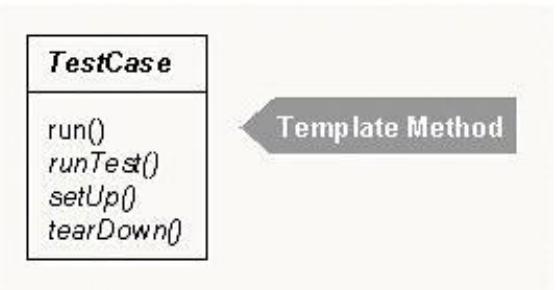 TestCase
run()
runTest()
setUp()
tearDown()
Template Method